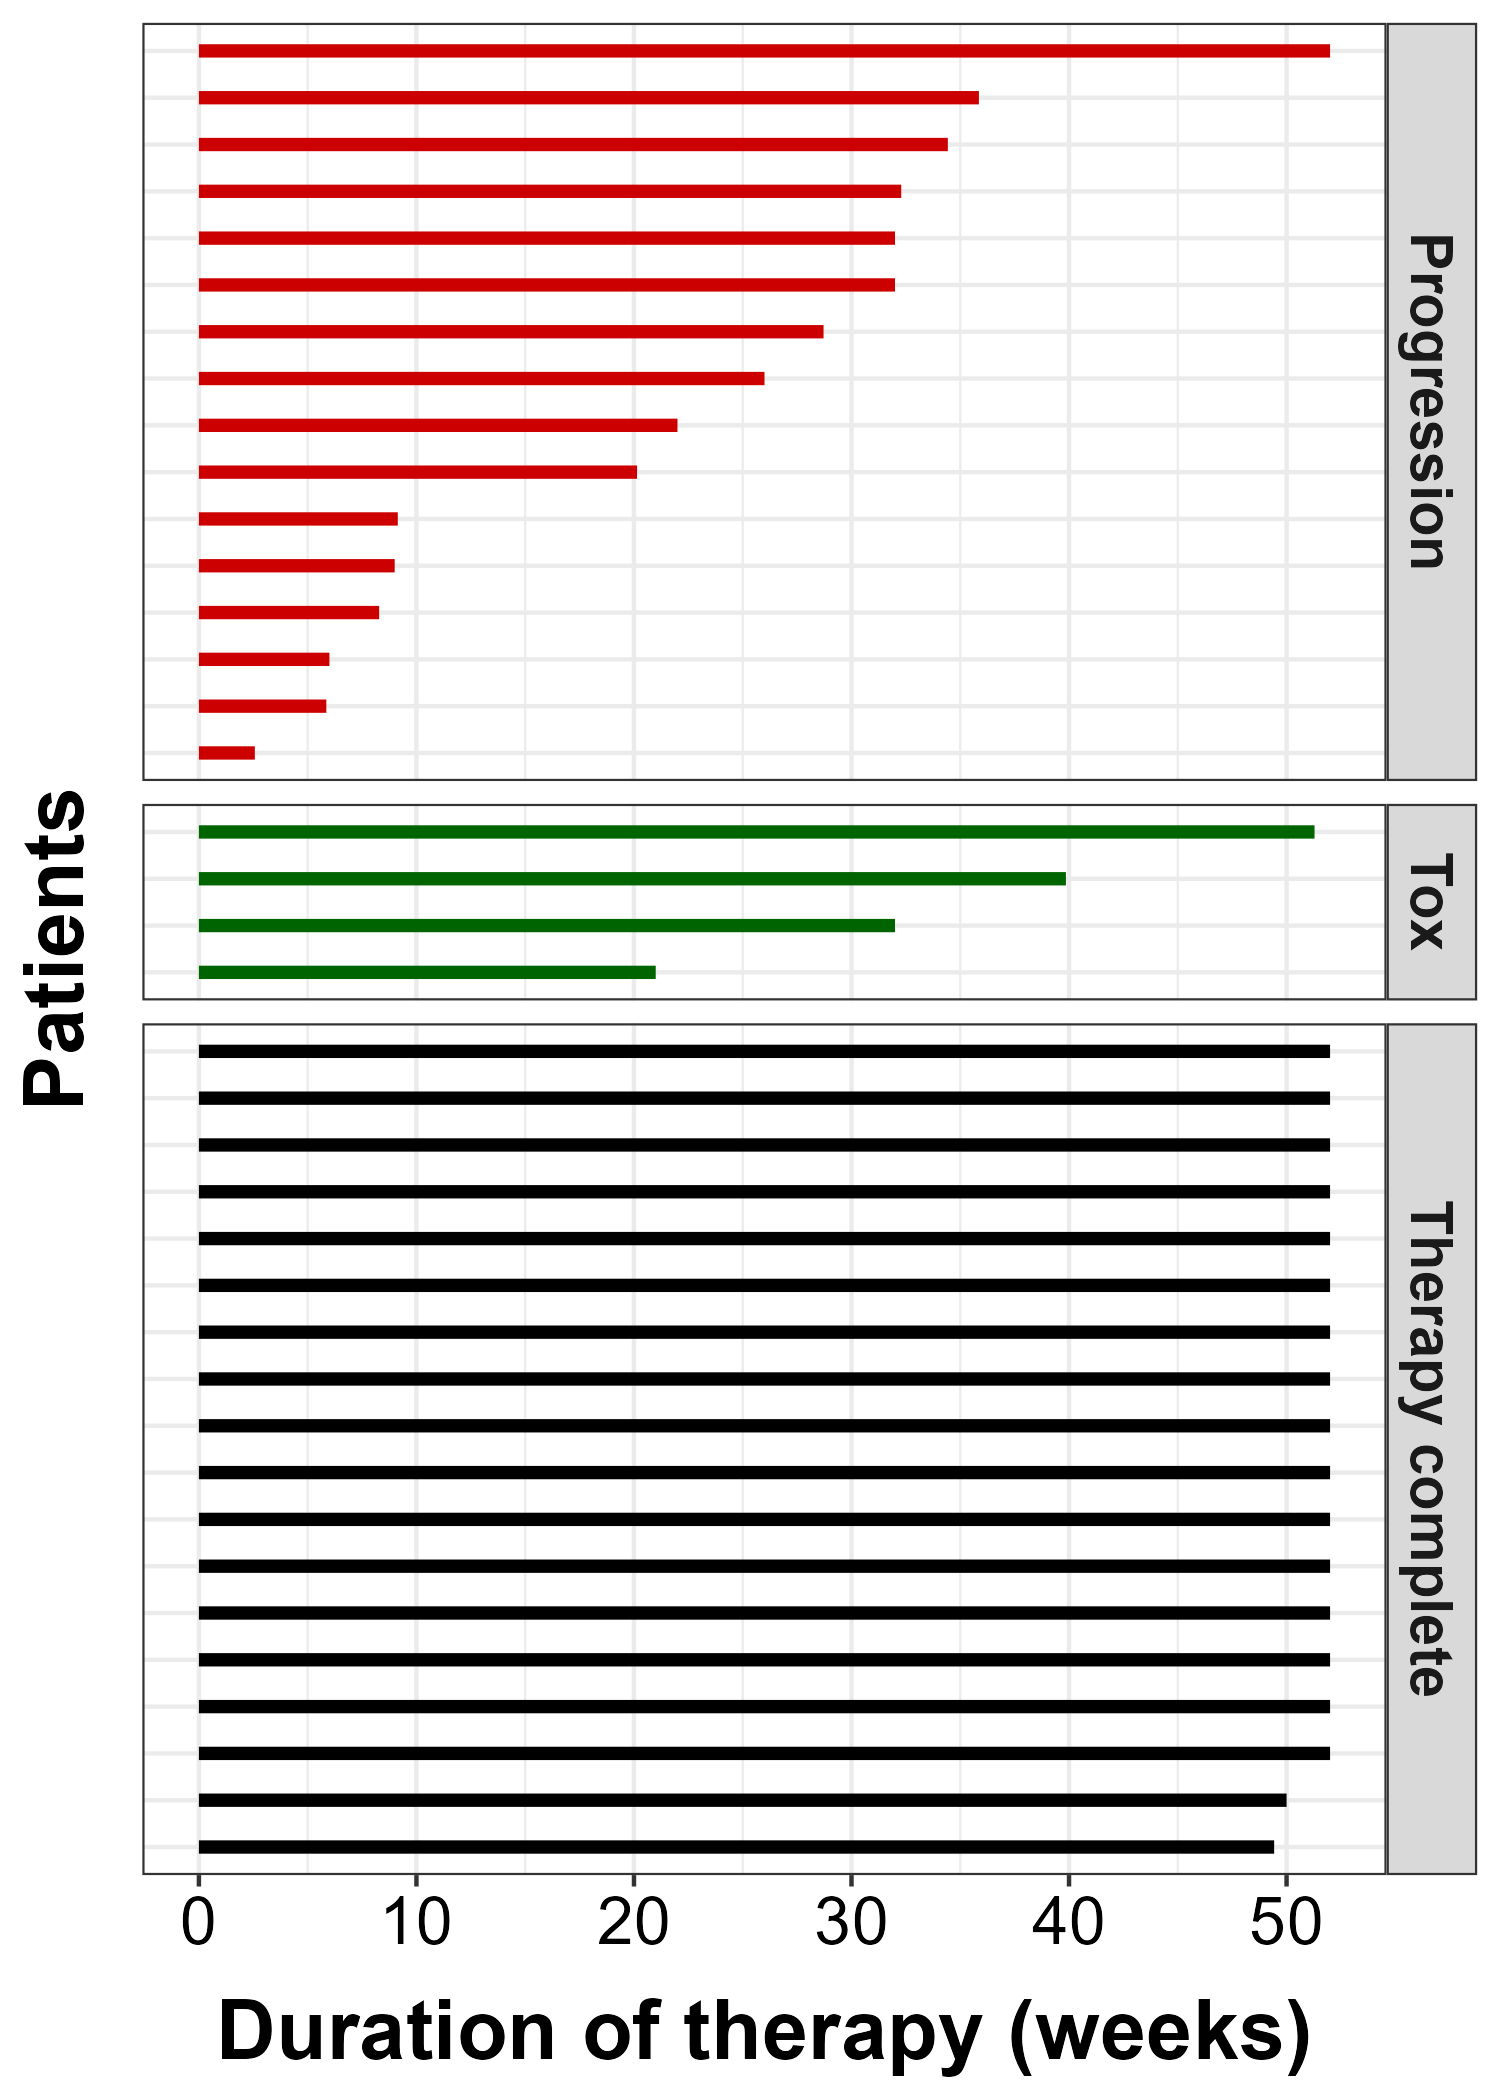 Patients
Progression
Tox
Therapy complete
0 10 20 30 40 50
Duration of therapy (weeks)